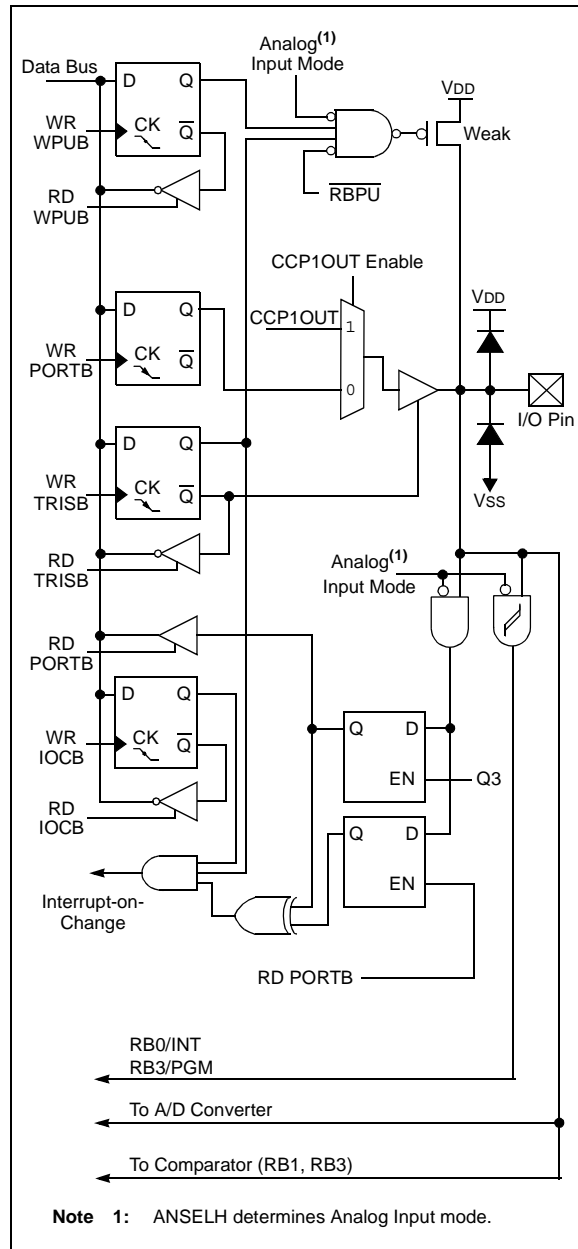 Analog(1)
Input Mode
Data Bus
D Q
VDD
WR
WPUB
CK Q
Weak
RD
WPUB
RBPU
CCP1OUT Enable
D Q
CCP1OUT
1
VDD
WR
PORTB
CK Q
0
I/O Pin
D Q
WR
TRISB
CK Q
VSS
RD
TRISB
Analog(1)
Input Mode
RD
PORTB
D Q
Q D
WR
IOCB
CK Q
EN
Q3
RD
IOCB
Q D
EN
Interrupt-on-
Change
RD PORTB
RB0/INT
RB3/PGM
To A/D Converter
To Comparator (RB1, RB3)
Note 1: ANSELH determines Analog Input mode.